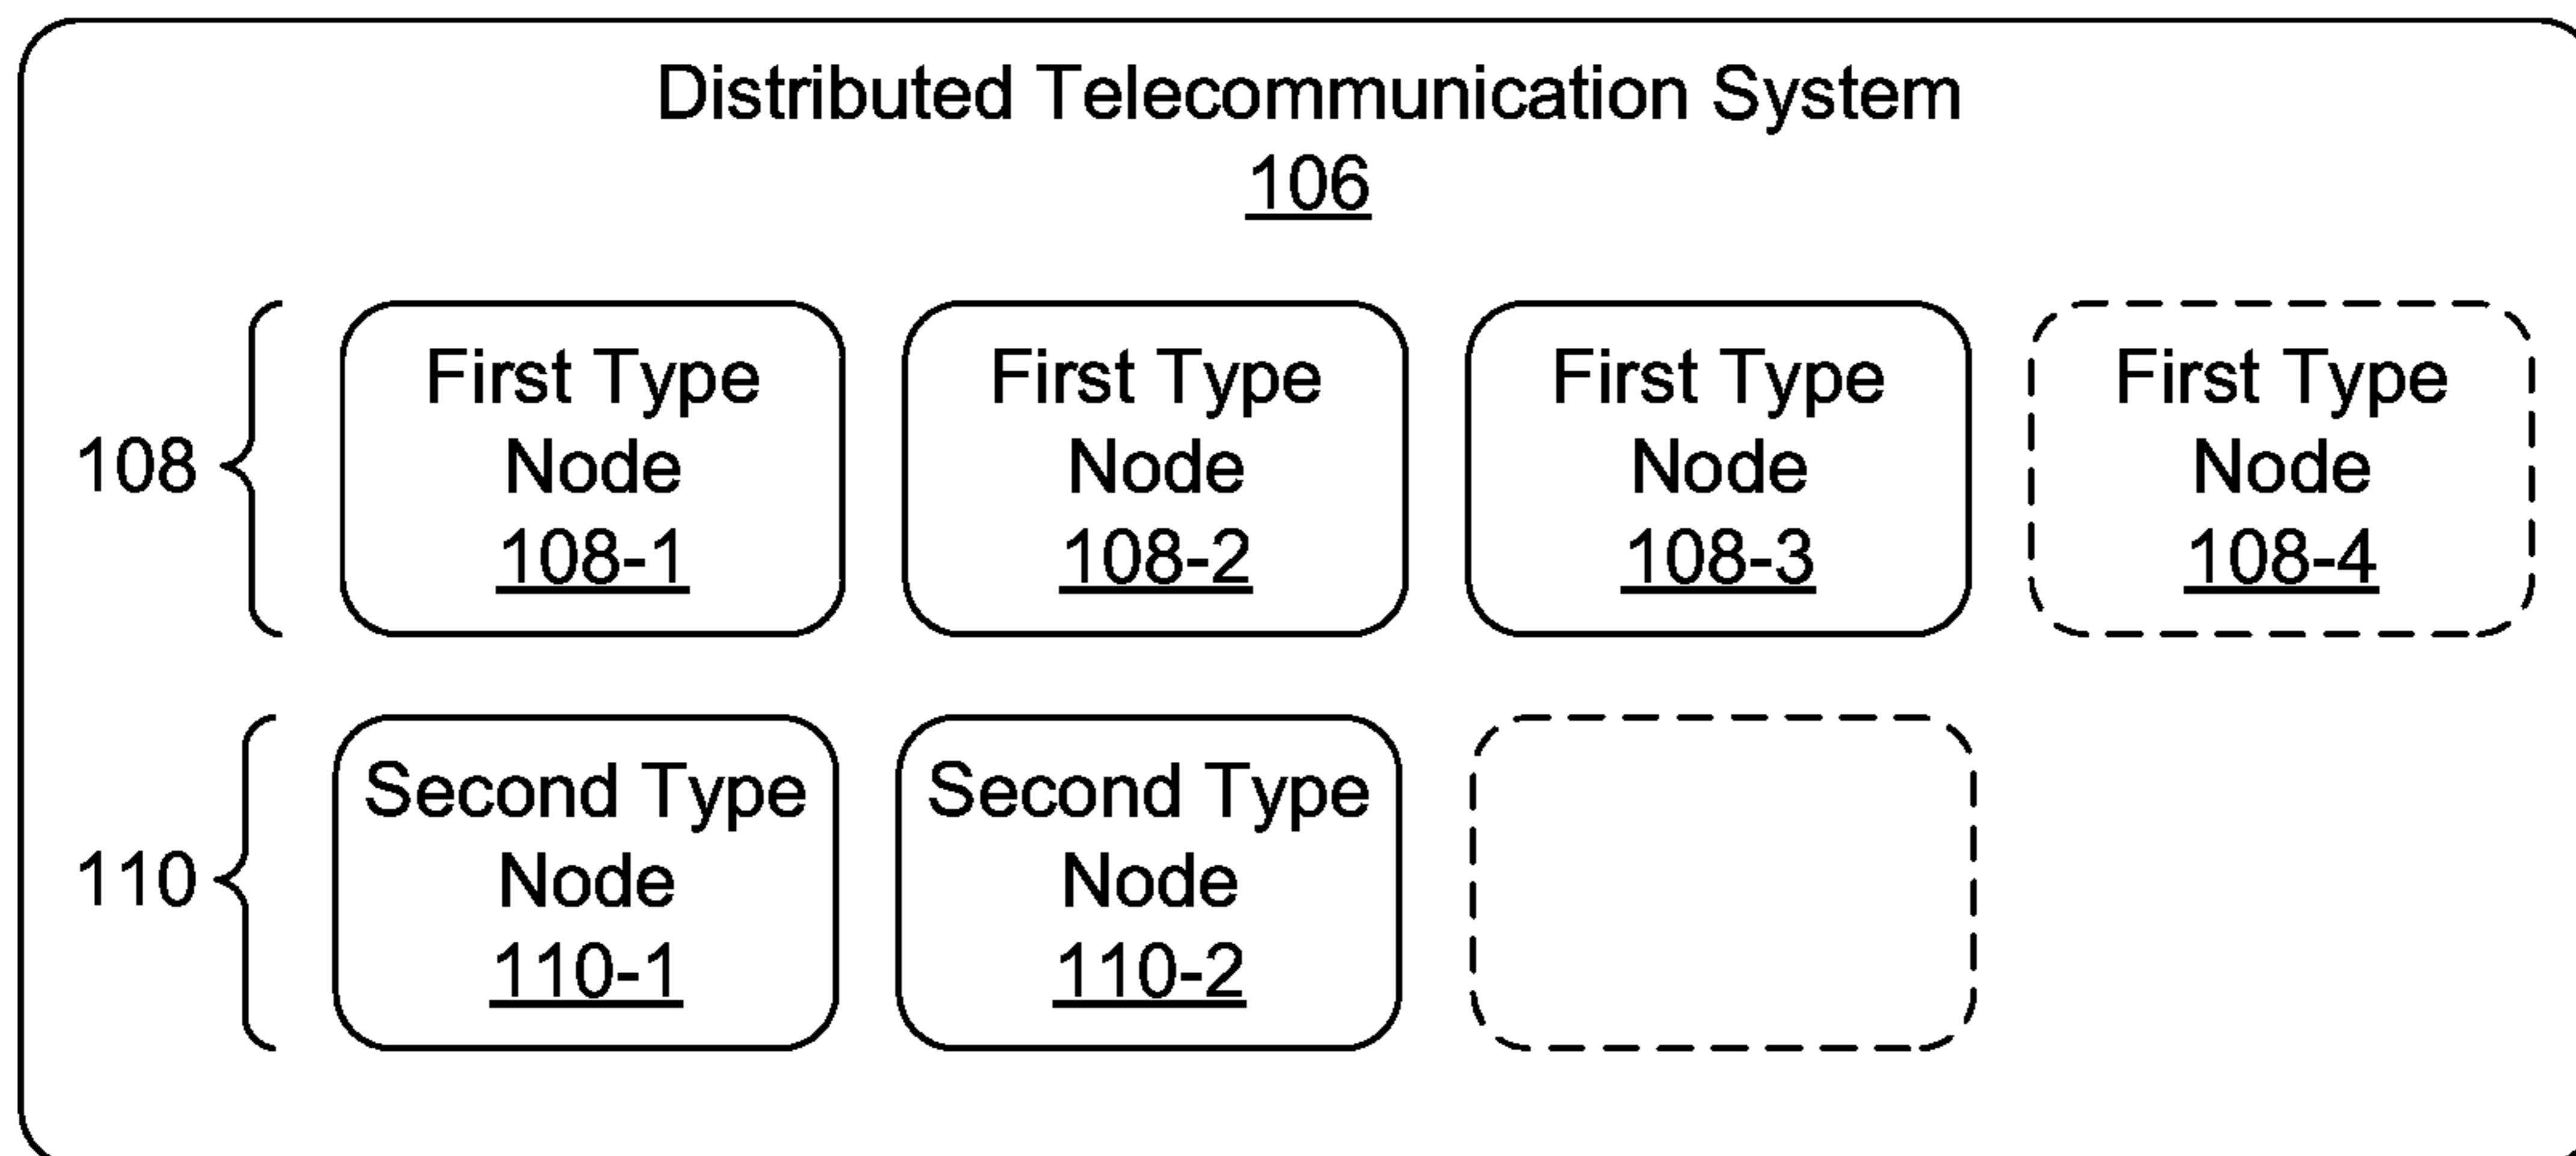 Distributed Telecommunication System
106
108
First Type
Node
108-1
First Type
Node
108-2
First Type
Node
108-3
First Type
Node
108-4
110
Second Type
Node
110-1
Second Type
Node
110-2